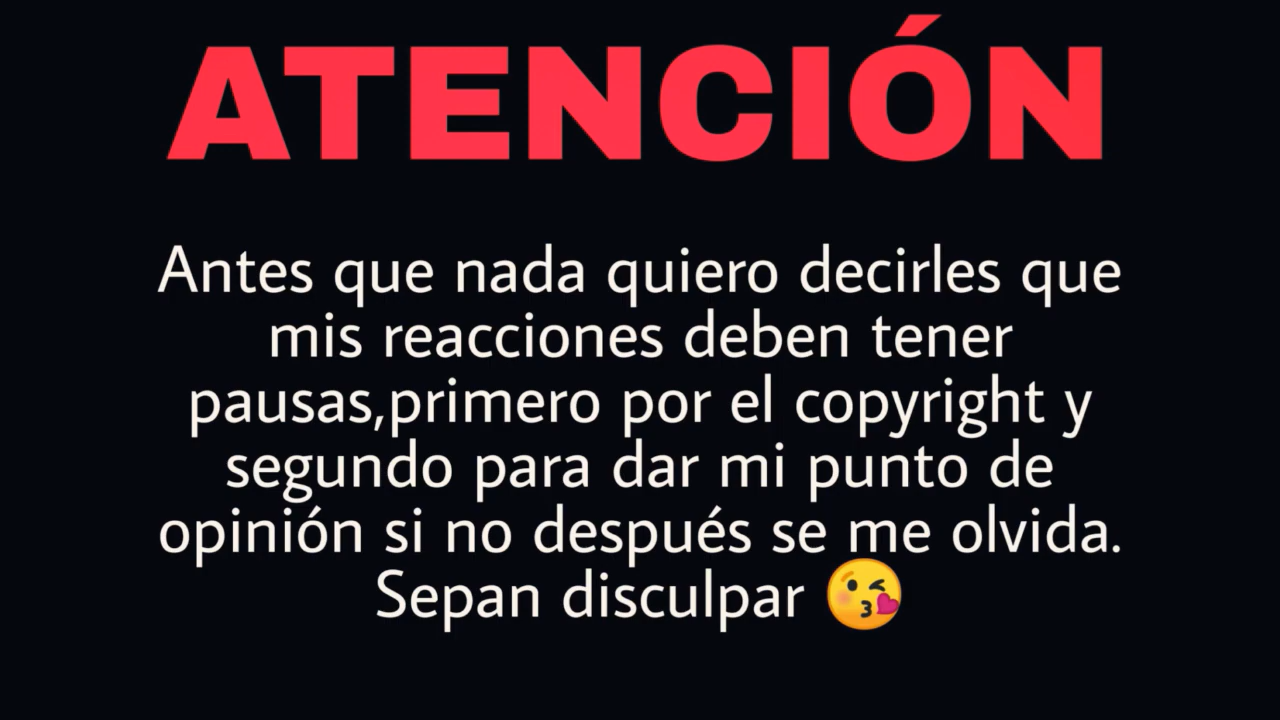 ATENCIÓN
Antes que nada quiero decirles que
mis reacciones deben tener
pausas,primero por el copyright y
segundo para dar mi punto de
opinión si no después se me olvida.
Sepan disculpar 😘